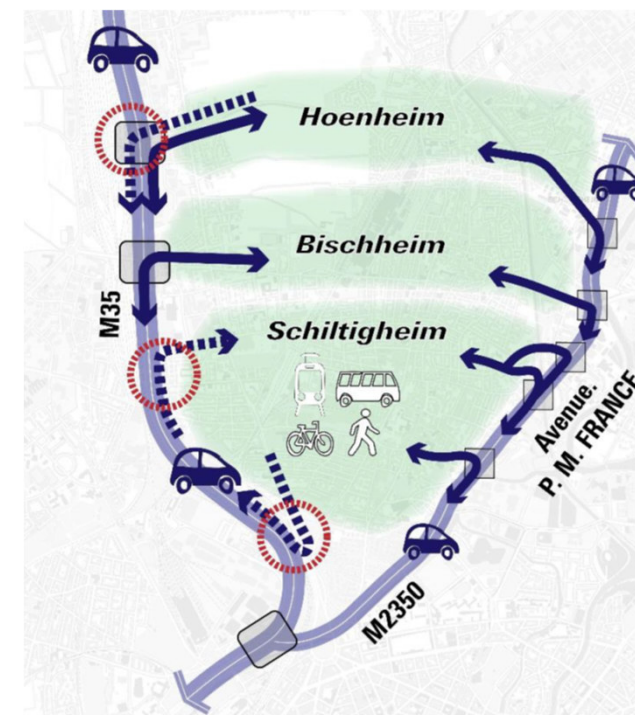 Hoenheim
Bischheim
M35
Schiltigheim
Avenue.
P. M. FRANCE
M2350